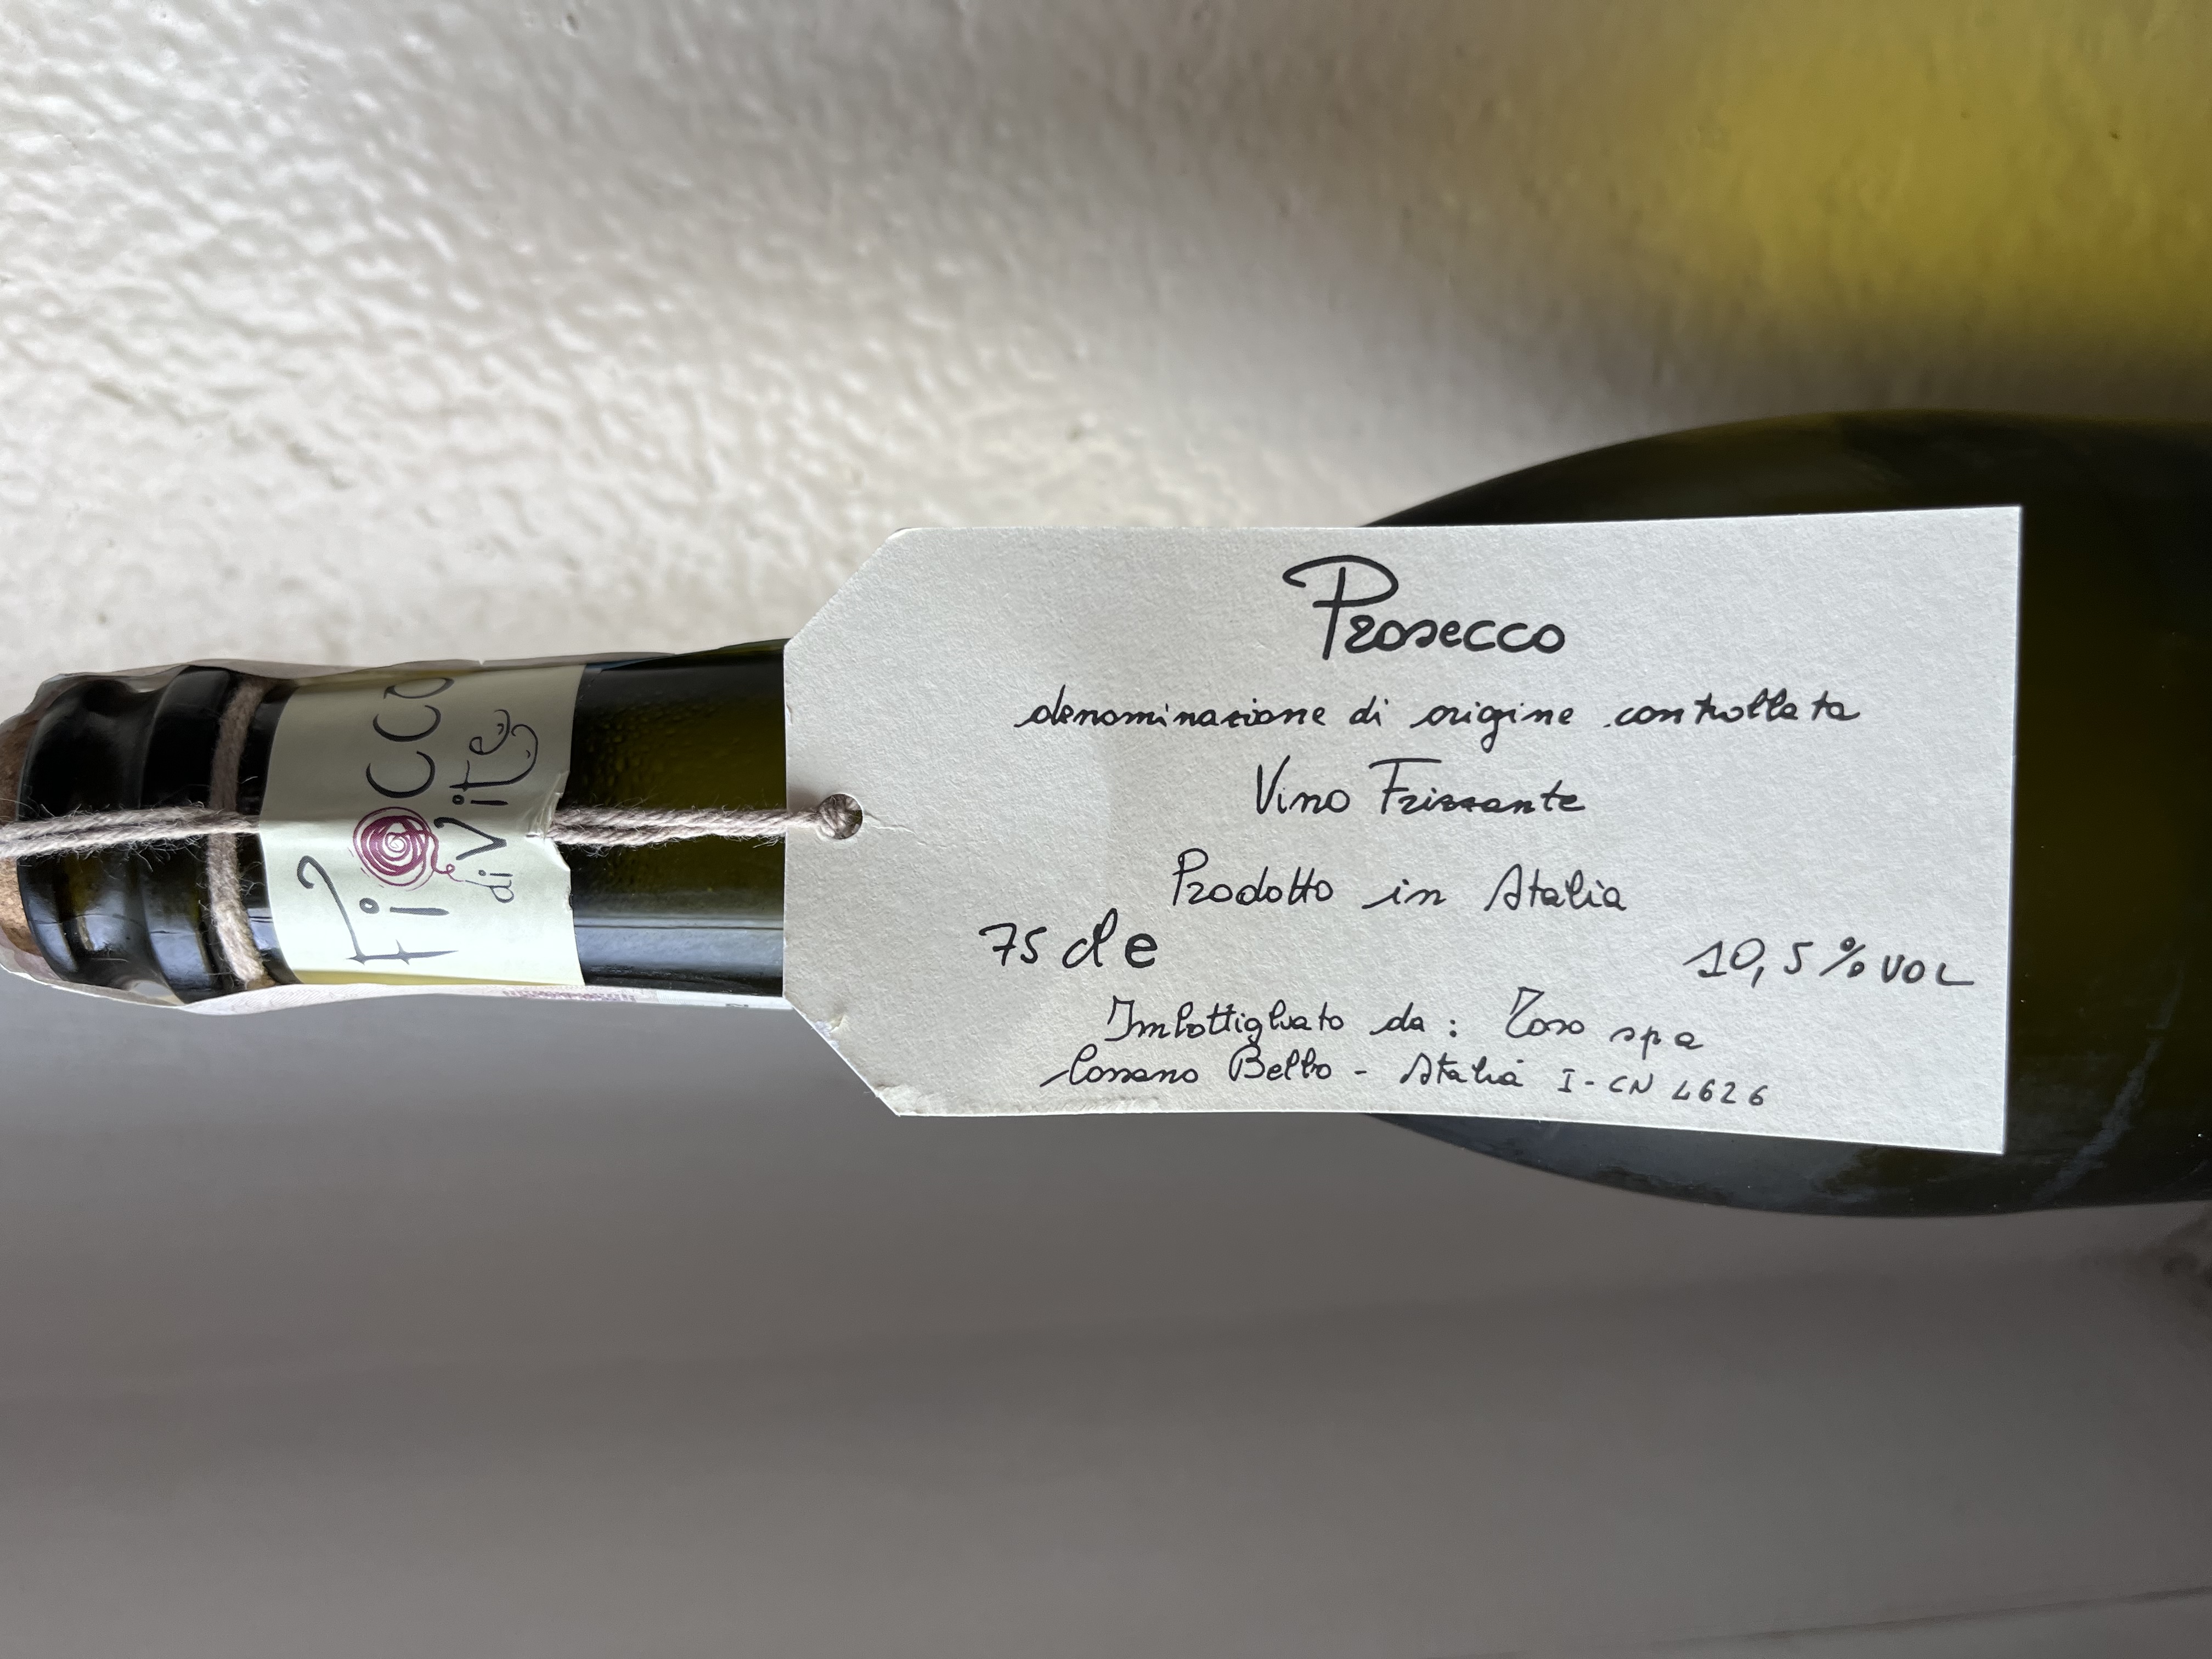 Fiocco
di vite
Prosecco
denominazione di origine controllata
Vino Frizzante
Prodotto in Italia
75 cl e
10,5 % VOL
Imbottigliato da: Toso spa
Cossano Belbo - Italia I-CN 4626